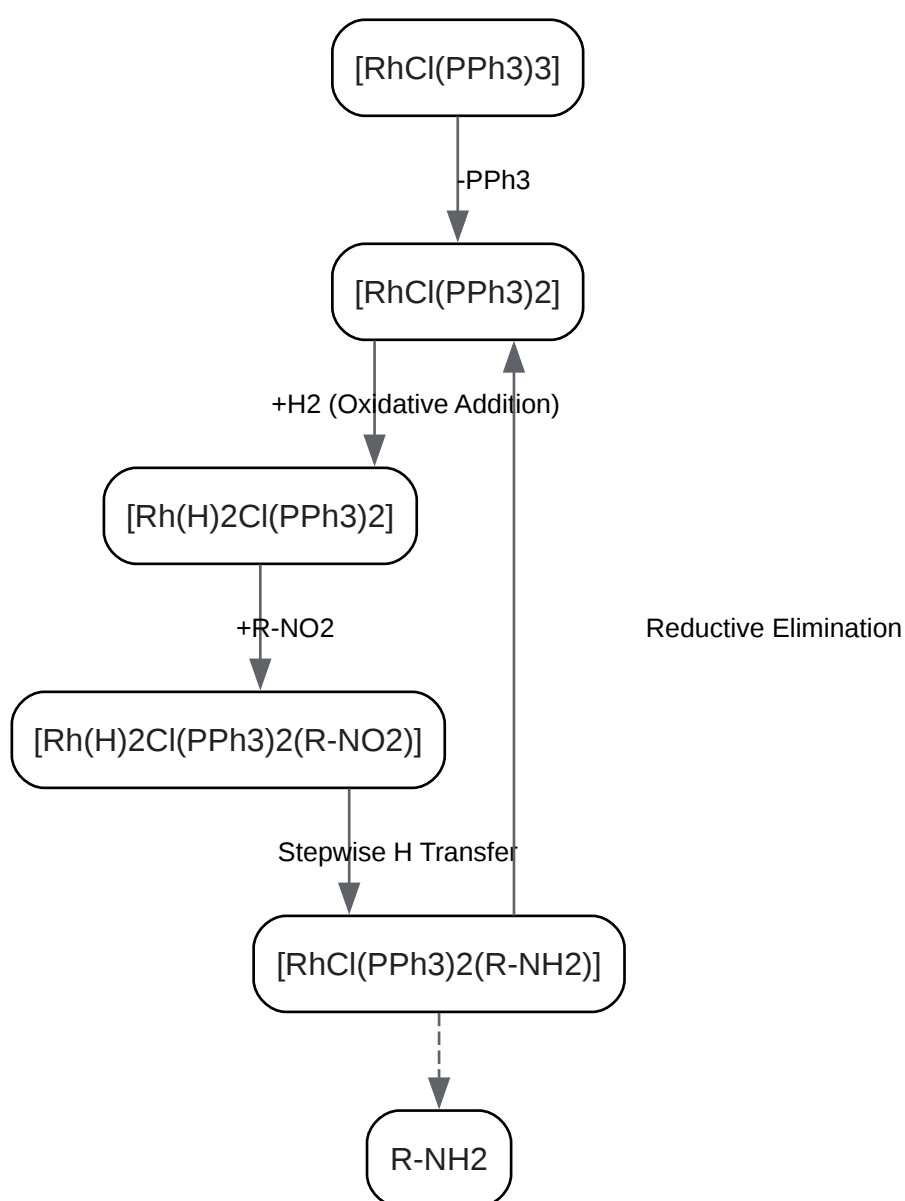 [RhCl(PPh3)3]
-PPh3
[RhCl(PPh3)2]
+H2 (Oxidative Addition)
[Rh(H)2Cl(PPh3)2]
+R-NO2
Reductive Elimination
[Rh(H)2Cl(PPh3)2(R-NO2)]
Stepwise H Transfer
[RhCl(PPh3)2(R-NH2)]
R-NH2